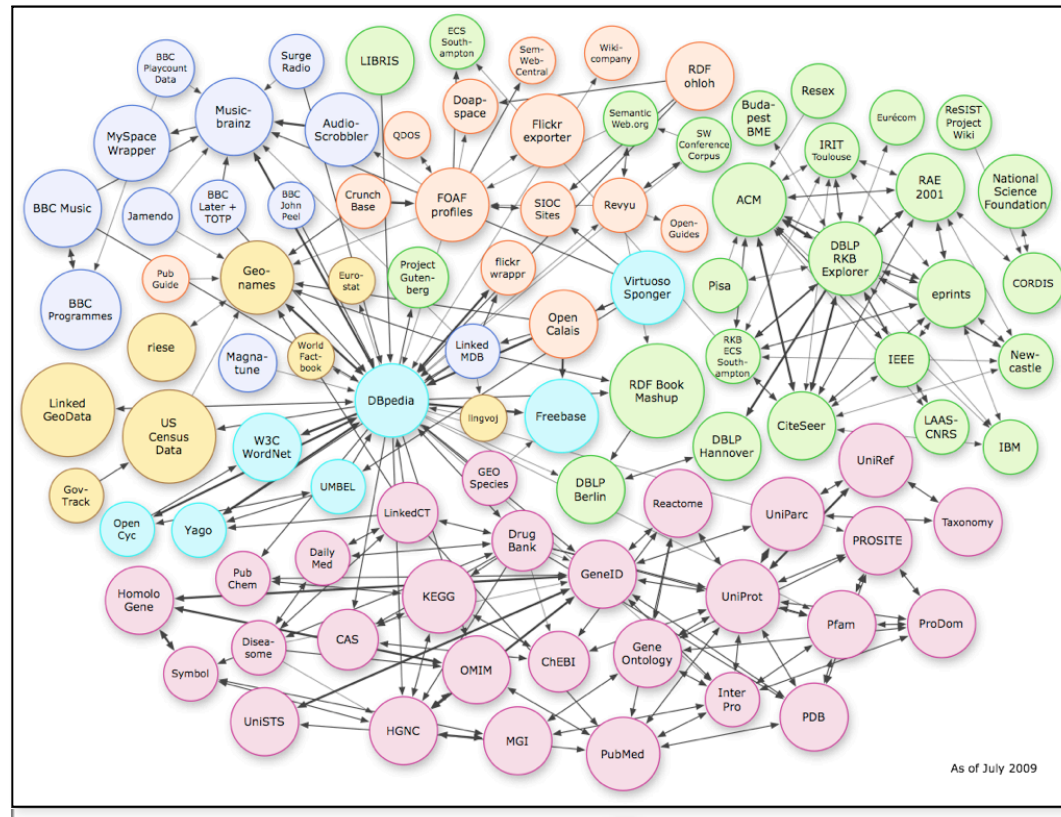 BBC
Playcount
Data
Surge
Radio
LIBRIS
ECS
South-
ampton
Sem-
Web-
Central
Wiki-
company
RDF
ohloh
Music-
brainz
Audio-
Scrobbler
MySpace
Wrapper
QDOS
Doap-
space
Flickr
exporter
Semantic
Web.org
SW
Conference
Corpus
Buda-
pest
BME
Resex
IRIT
Toulouse
Eurécom
ReSIST
Project
Wiki
BBC Music
Jamendo
BBC
Later +
TOTP
BBC
John
Peel
Crunch
Base
FOAF
profiles
SIOC
Sites
Revyu
Open-
Guides
ACM
RAE
2001
National
Science
Foundation
DBLP
RKB
Explorer
Pub
Guide
Geo-
names
Euro-
stat
Project
Guten-
berg
flickr
wrappr
Virtuoso
Sponger
Pisa
eprints
CORDIS
BBC
Programmes
riese
Magna-
tune
World
Fact-
book
Linked
MDB
Open
Calais
RKB
ECS
South-
ampton
IEEE
New-
castle
Linked
GeoData
US
Census
Data
DBpedia
lingvoj
Freebase
RDF Book
Mashup
CiteSeer
LAAS-
CNRS
IBM
W3C
WordNet
DBLP
Hannover
Gov-
Track
UMBEL
GEO
Species
DBLP
Berlin
Reactome
UniParc
UniRef
Taxonomy
Open
Cyc
Yago
LinkedCT
Drug
Bank
PROSITE
Daily
Med
Pub
Chem
Homolo
Gene
KEGG
GeneID
UniProt
Pfam
ProDom
Disea-
some
CAS
ChEBI
Gene
Ontology
Symbol
OMIM
Inter
Pro
UniSTS
HGNC
MGI
PubMed
PDB
As of July 2009